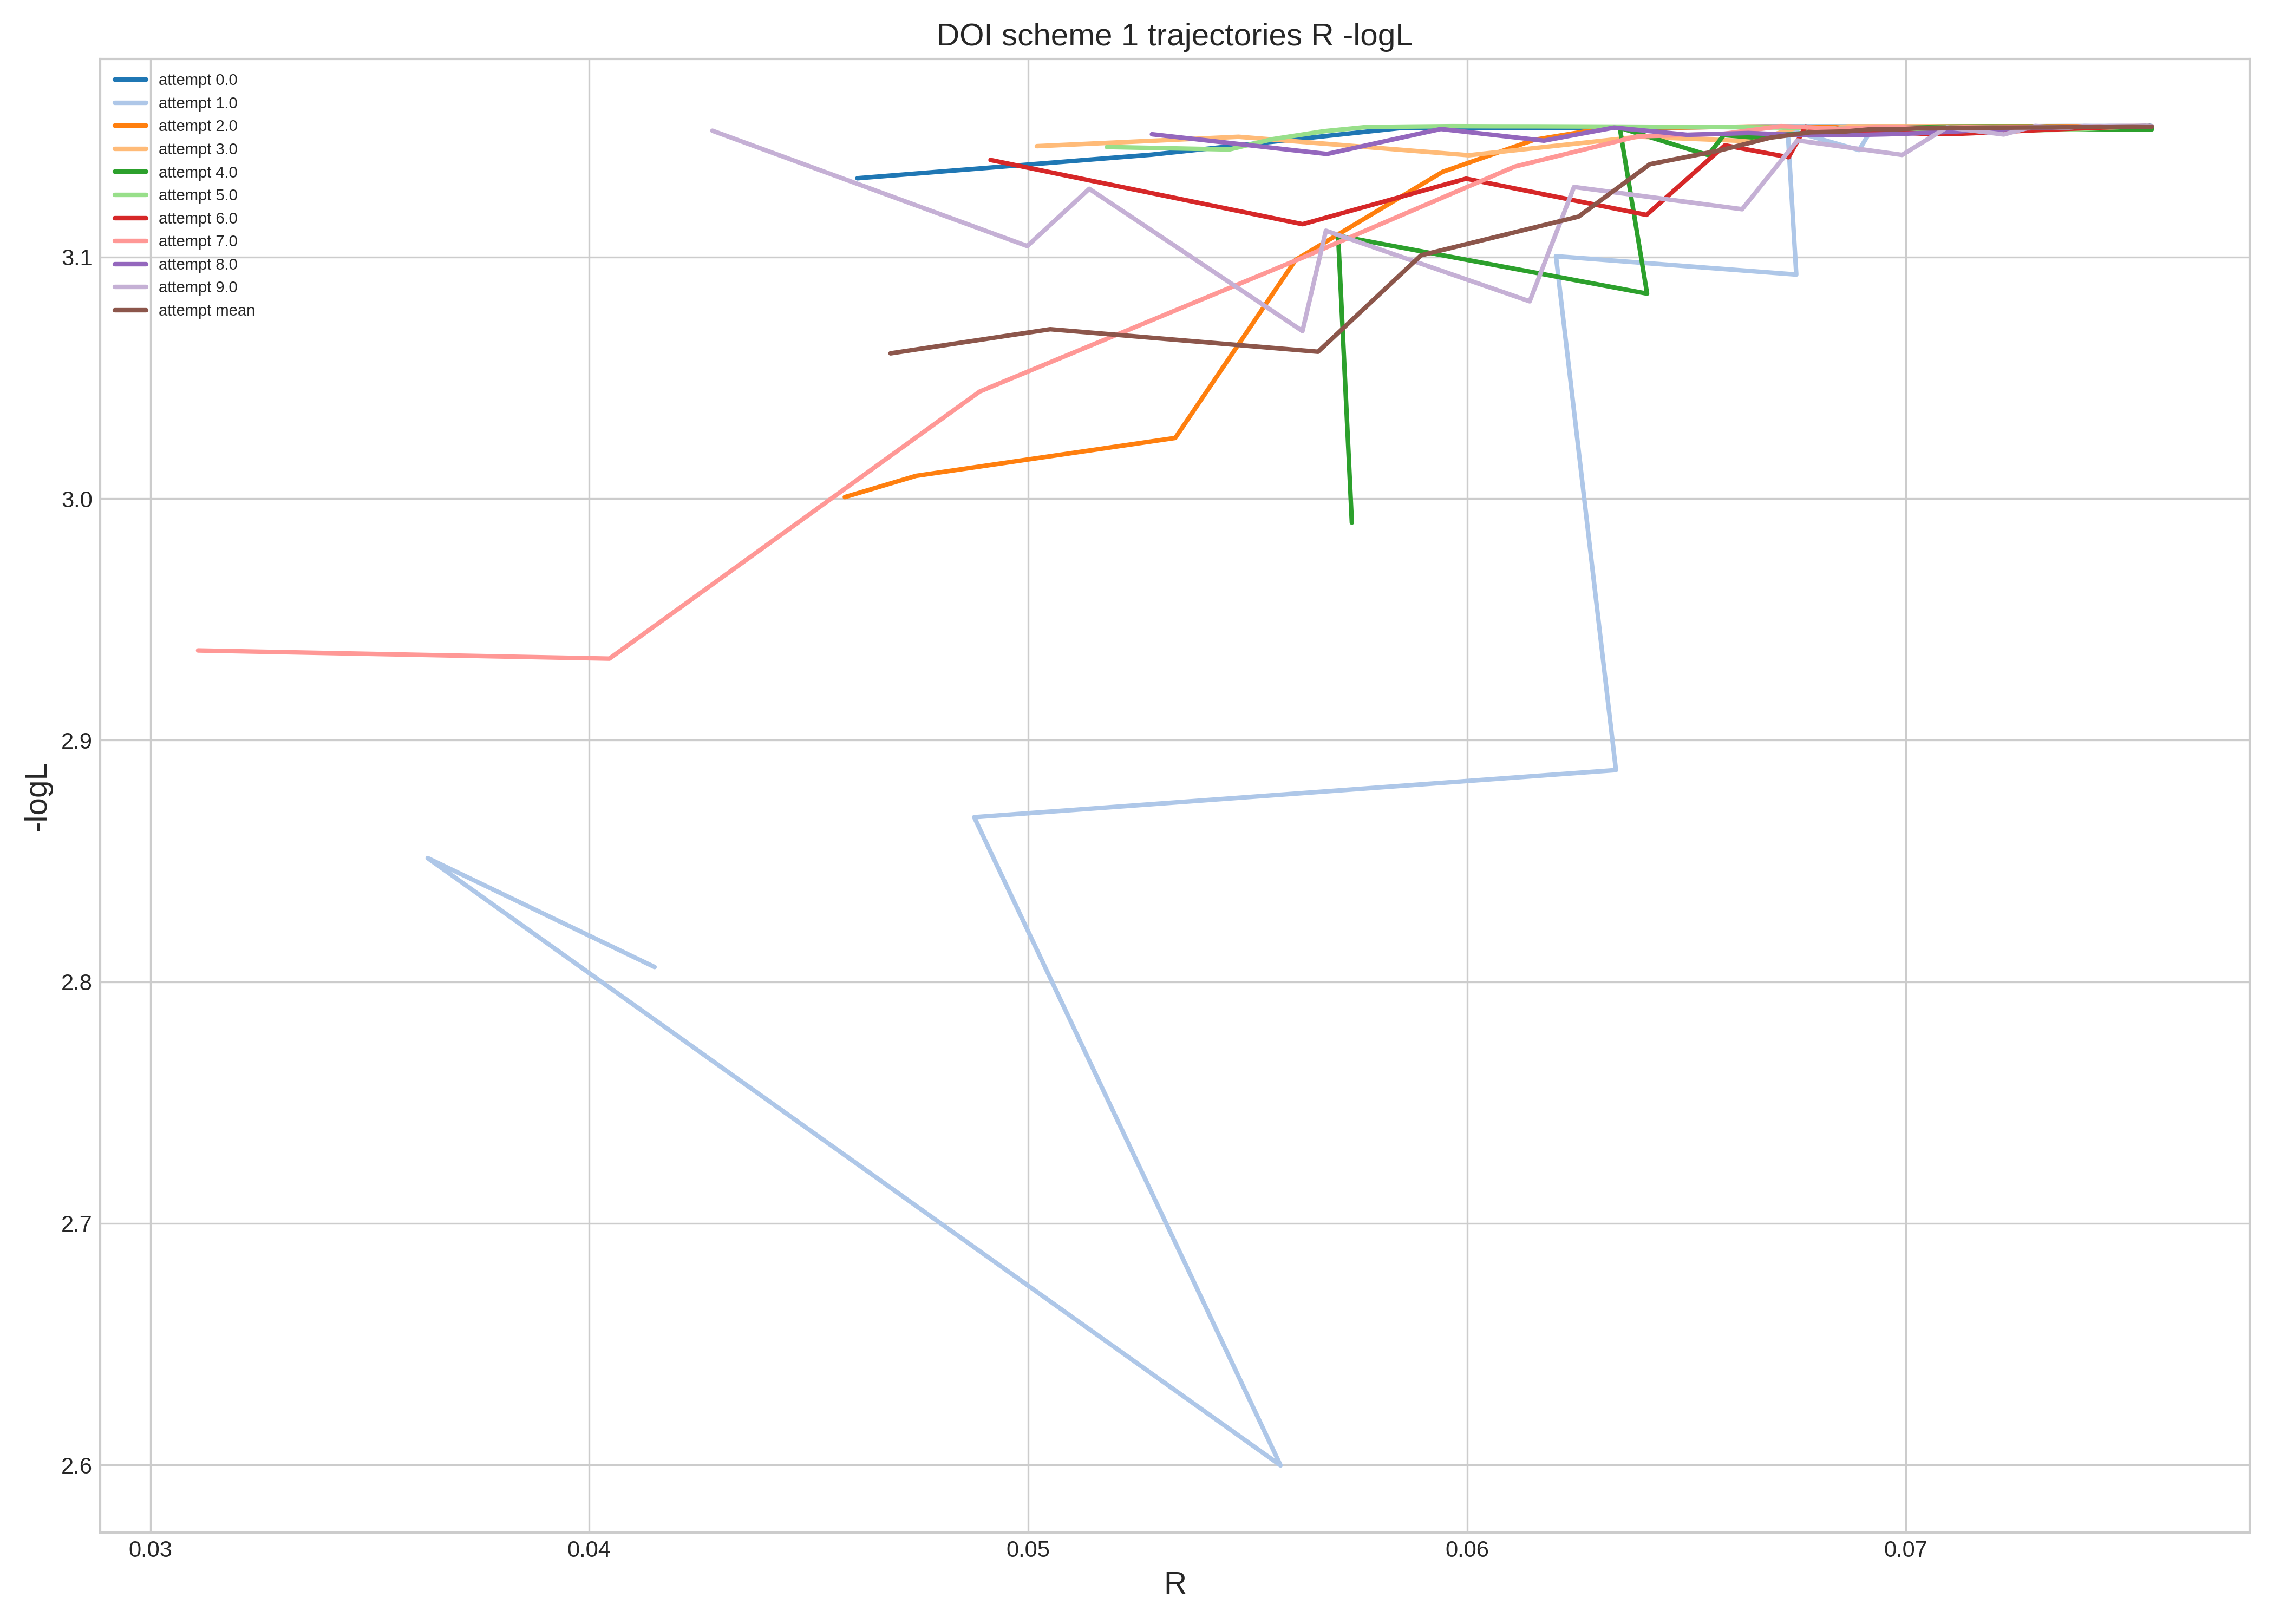 DOI scheme 1 trajectories R -logL
attempt 0.0
attempt 1.0
attempt 2.0
attempt 3.0
attempt 4.0
attempt 5.0
attempt 6.0
attempt 7.0
attempt 8.0
attempt 9.0
attempt mean
3.1
3.0
2.9
2.8
2.7
2.6
-logL
0.03
0.04
0.05
0.06
0.07
R